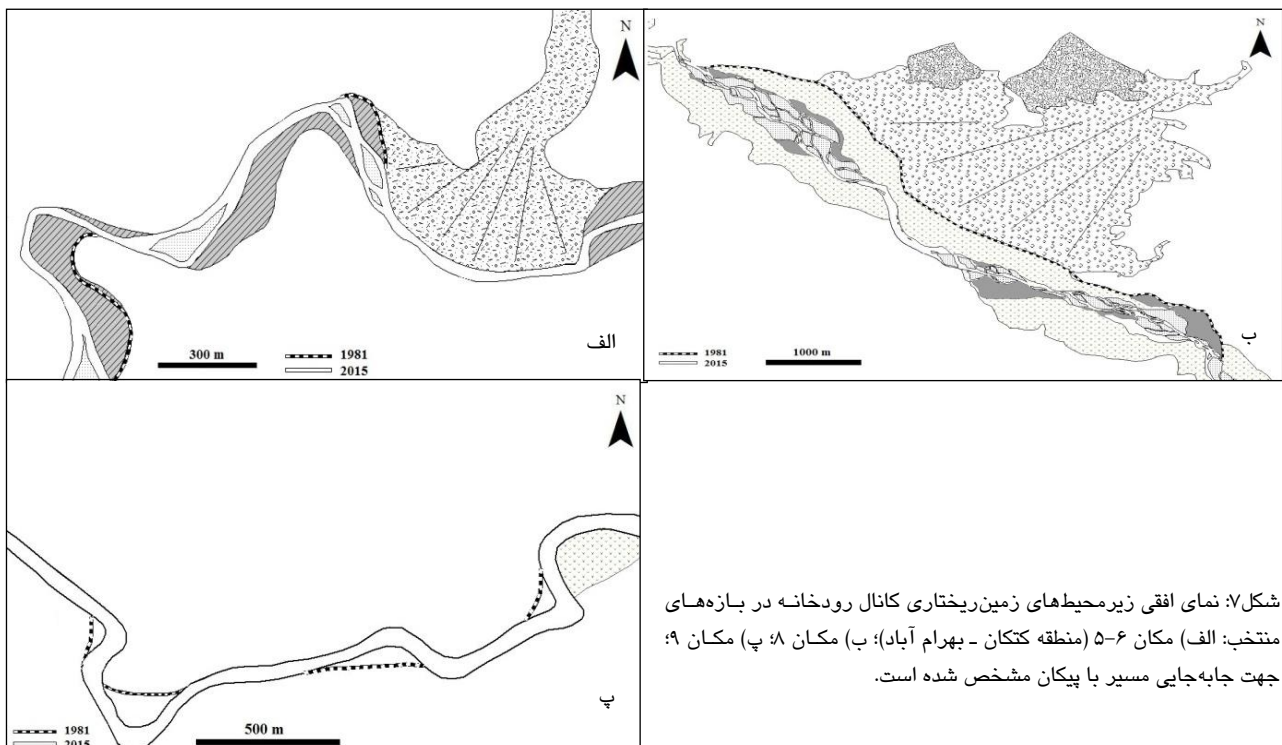 N
300 m
1981
2015
الف
N
1981
2015
1000 m
ب
N
1981
2015
500 m
پ
شکل۷: نمای افقی زیرمحیط‌های زمین‌ریختاری کانال رودخانـه در بـازه‌هـای
منتخب: الف) مکان ۶-۵ (منطقه کتکان ـ بهرام آباد)؛ ب) مکـان ۸؛ پ) مکـان ۹؛
جهت جابه‌جایی مسیر با پیکان مشخص شده است.